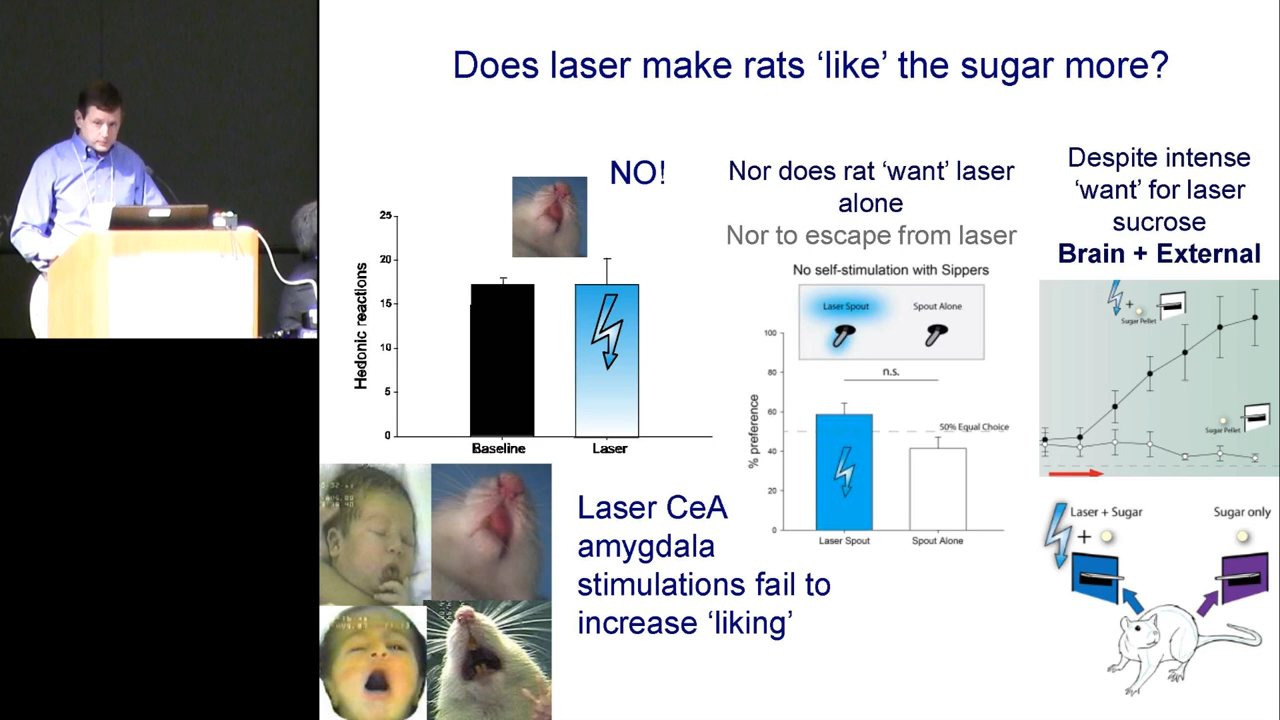 Does laser make rats ‘like’ the sugar more?
NO!
25
20
15
10
5
0
Hedonic reactions
Baseline
Laser
Laser CeA
amygdala
stimulations fail to
increase ‘liking’
Nor does rat ‘want’ laser
alone
Nor to escape from laser
No self-stimulation with Sippers
Laser Spout
Spout Alone
100
80
60
40
20
0
% preference
n.s.
50% Equal Choice
Laser Spout
Spout Alone
Despite intense
‘want’ for laser
sucrose
Brain + External
+
Sugar Pellet
Sugar Pellet
Laser + Sugar
Sugar only
+